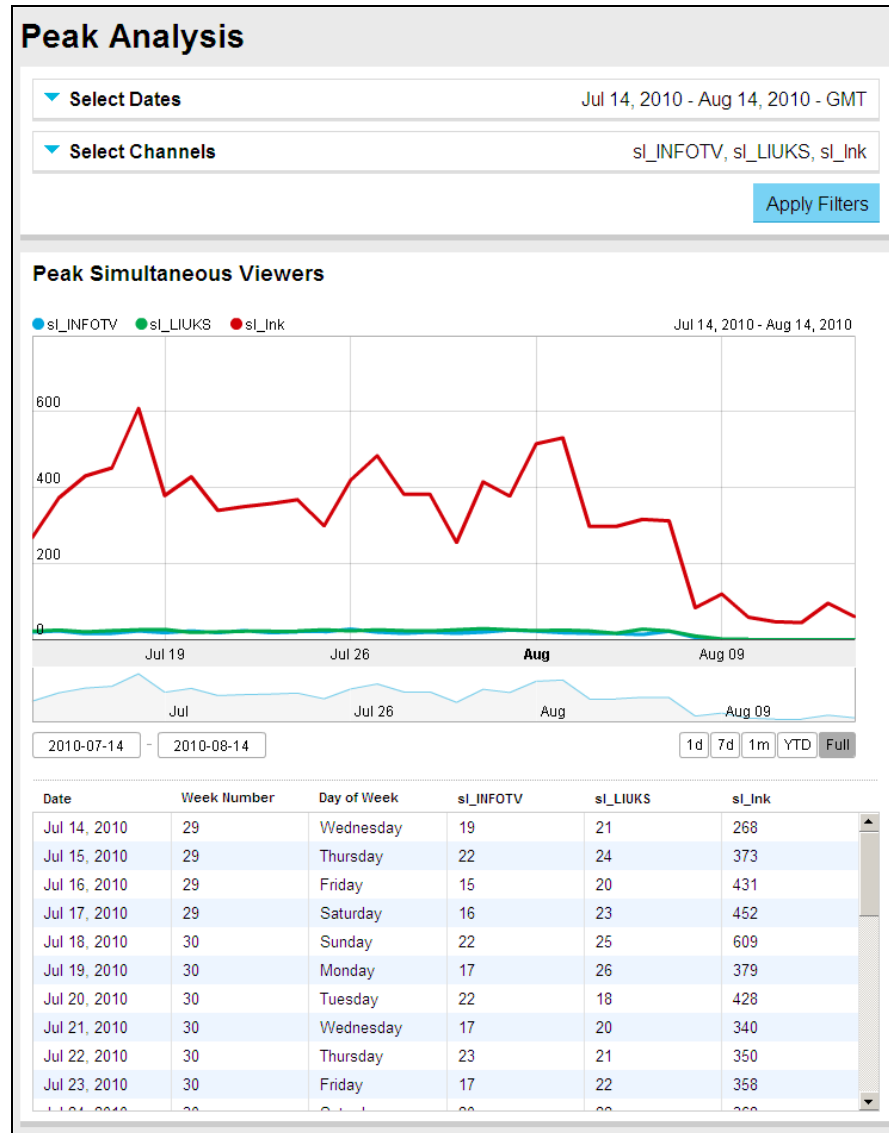 Peak Analysis
Select Dates Jul 14, 2010 - Aug 14, 2010 - GMT
Select Channels sl_INFOTV, sl_LIUKS, sl_lnk
Apply Filters
Peak Simultaneous Viewers
sl_INFOTV sl_LIUKS sl_lnk Jul 14, 2010 - Aug 14, 2010
600
400
200
0
Jul 19 Jul 26 Aug Aug 09
Jul Jul 26 Aug Aug 09
2010-07-14 - 2010-08-14 1d 7d 1m YTD Full
Date Week Number Day of Week sl_INFOTV sl_LIUKS sl_lnk
Jul 14, 2010 29 Wednesday 19 21 268
Jul 15, 2010 29 Thursday 22 24 373
Jul 16, 2010 29 Friday 15 20 431
Jul 17, 2010 29 Saturday 16 23 452
Jul 18, 2010 30 Sunday 22 25 609
Jul 19, 2010 30 Monday 17 26 379
Jul 20, 2010 30 Tuesday 22 18 428
Jul 21, 2010 30 Wednesday 17 20 340
Jul 22, 2010 30 Thursday 23 21 350
Jul 23, 2010 30 Friday 17 22 358